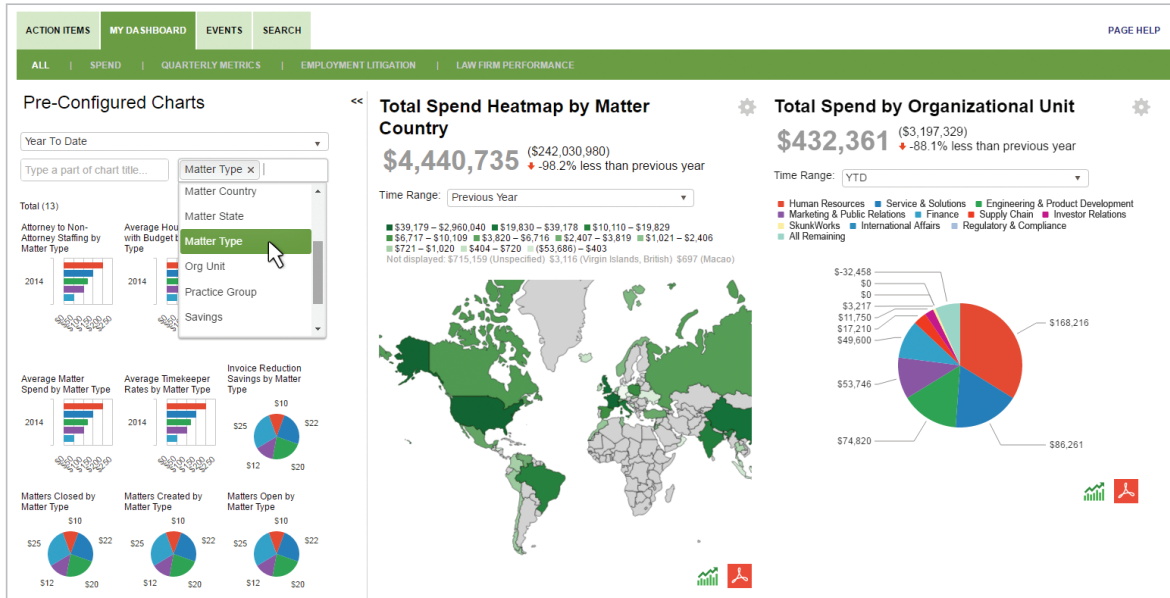 ACTION ITEMS
MY DASHBOARD
EVENTS
SEARCH
PAGE HELP
ALL | SPEND | QUARTERLY METRICS | EMPLOYMENT LITIGATION | LAW FIRM PERFORMANCE
Pre-Configured Charts
<<
Year To Date
Type a part of chart title...
Matter Type ×
Matter Country
Matter State
Matter Type
Org Unit
Practice Group
Savings
Total (13)
Attorney to Non-
Attorney Staffing by
Matter Type
2014
Average Hou
with Budget b
Type
2014
Average Matter
Spend by Matter Type
2014
Average Timekeeper
Rates by Matter Type
2014
Invoice Reduction
Savings by Matter
Type
$10
$25
$22
$12
$20
Matters Closed by
Matter Type
$10
$25
$22
$12
$20
Matters Created by
Matter Type
$10
$25
$22
$12
$20
Matters Open by
Matter Type
$10
$25
$22
$12
$20
Total Spend Heatmap by Matter
Country
$4,440,735
($242,030,980)
-98.2% less than previous year
Time Range:
Previous Year
$39,179 – $2,960,040 $19,830 – $39,178 $10,110 – $19,829
$6,717 – $10,109 $3,820 – $6,716 $2,407 – $3,819 $1,021 – $2,406
$721 – $1,020 $404 – $720 ($53,686) – $403
Not displayed: $715,159 (Unspecified) $3,116 (Virgin Islands, British) $697 (Macao)
Total Spend by Organizational Unit
$432,361
($3,197,329)
-88.1% less than previous year
Time Range:
YTD
Human Resources Service & Solutions Engineering & Product Development
Marketing & Public Relations Finance Supply Chain Investor Relations
SkunkWorks International Affairs Regulatory & Compliance
All Remaining
$-32,458
$0
$0
$3,217
$11,750
$17,210
$49,600
$53,746
$74,820
$168,216
$86,261